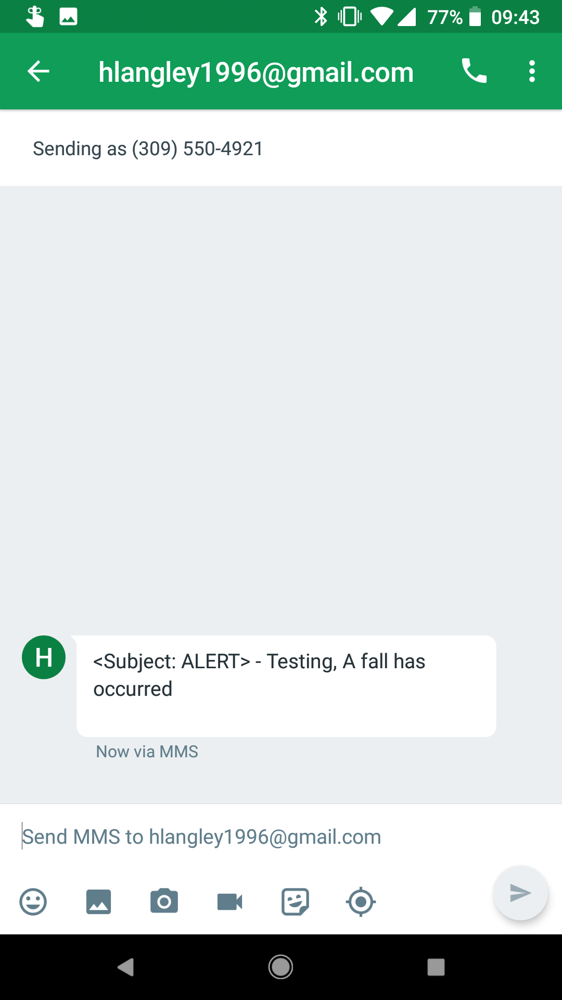 77% 09:43
hlangley1996@gmail.com
Sending as (309) 550-4921
H
<Subject: ALERT> - Testing, A fall has
occurred
Now via MMS
Send MMS to hlangley1996@gmail.com